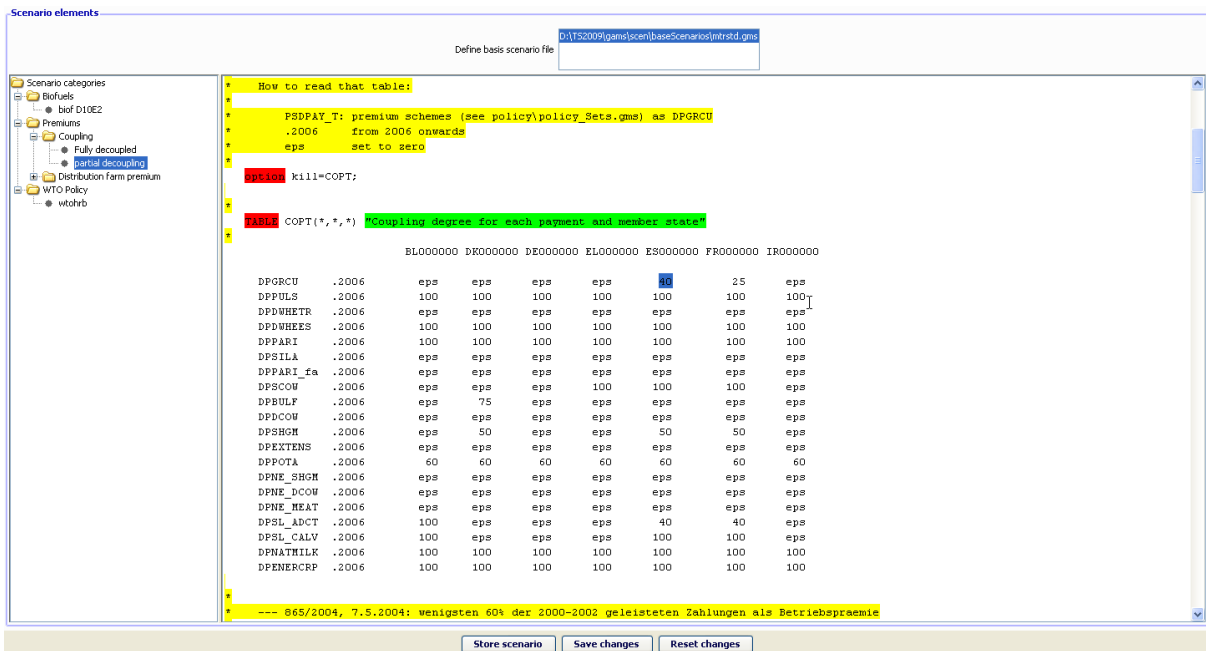 Scenario elements
Define basis scenario file
D:\TS2009\gams\scen\baseScenarios\mtrstd.gms
Scenario categories
Biofuels
biof D10E2
Premiums
Coupling
Fully decoupled
partial decoupling
Distribution farm premium
WTO Policy
wtohrb
* How to read that table:
*
* PSDPAY_T: premium schemes (see policy\policy_Sets.gms) as DPGRCU
* .2006 from 2006 onwards
* eps set to zero
*
option kill=COPT;
*
TABLE COPT(*,*,*) "Coupling degree for each payment and member state"
*
BL000000 DK000000 DE000000 EL000000 ES000000 FR000000 IR000000
DPGRCU .2006 eps eps eps eps 40 25 eps
DPPULS .2006 100 100 100 100 100 100 100
DPDWHETR .2006 eps eps eps eps eps eps eps
DPDWHEES .2006 100 100 100 100 100 100 100
DPPARI .2006 100 100 100 100 100 100 100
DPSILA .2006 eps eps eps eps eps eps eps
DPPARI_fa .2006 eps eps eps eps eps eps eps
DPSCOW .2006 eps eps eps 100 100 100 eps
DPBULF .2006 eps 75 eps eps eps eps eps
DPDCOW .2006 eps eps eps eps eps eps eps
DPSHGM .2006 eps 50 eps eps 50 50 eps
DPEXTENS .2006 eps eps eps eps eps eps eps
DPPOTA .2006 60 60 60 60 60 60 60
DPNE_SHGM .2006 eps eps eps eps eps eps eps
DPNE_DCOW .2006 eps eps eps eps eps eps eps
DPNE_MEAT .2006 eps eps eps eps eps eps eps
DPSL_ADCT .2006 100 eps eps eps 40 40 eps
DPSL_CALV .2006 100 eps eps eps 100 100 eps
DPNATMILK .2006 100 100 100 100 100 100 100
DPENERCRP .2006 100 100 100 100 100 100 100
*
* --- 865/2004, 7.5.2004: wenigsten 60% der 2000-2002 geleisteten Zahlungen als Betriebspraemie
Store scenario Save changes Reset changes